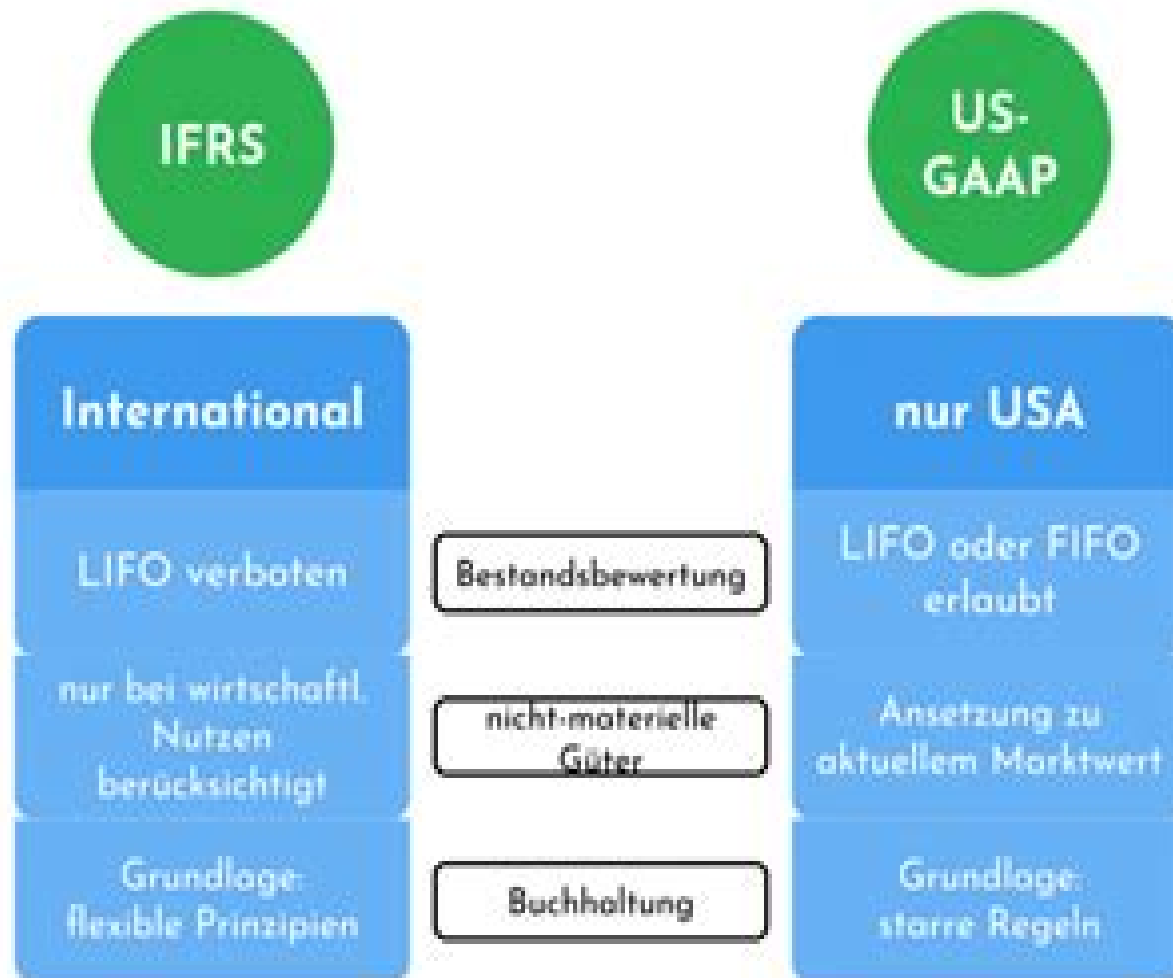 IFRS
US-
GAAP
International
nur USA
LIFO verboten
Bestandsbewertung
LIFO oder FIFO
erlaubt
nur bei wirtschaftl.
Nutzen
berücksichtigt
nicht-materielle
Güter
Ansetzung zu
aktuellem Marktwert
Grundlage:
flexible Prinzipien
Buchhaltung
Grundlage:
starre Regeln